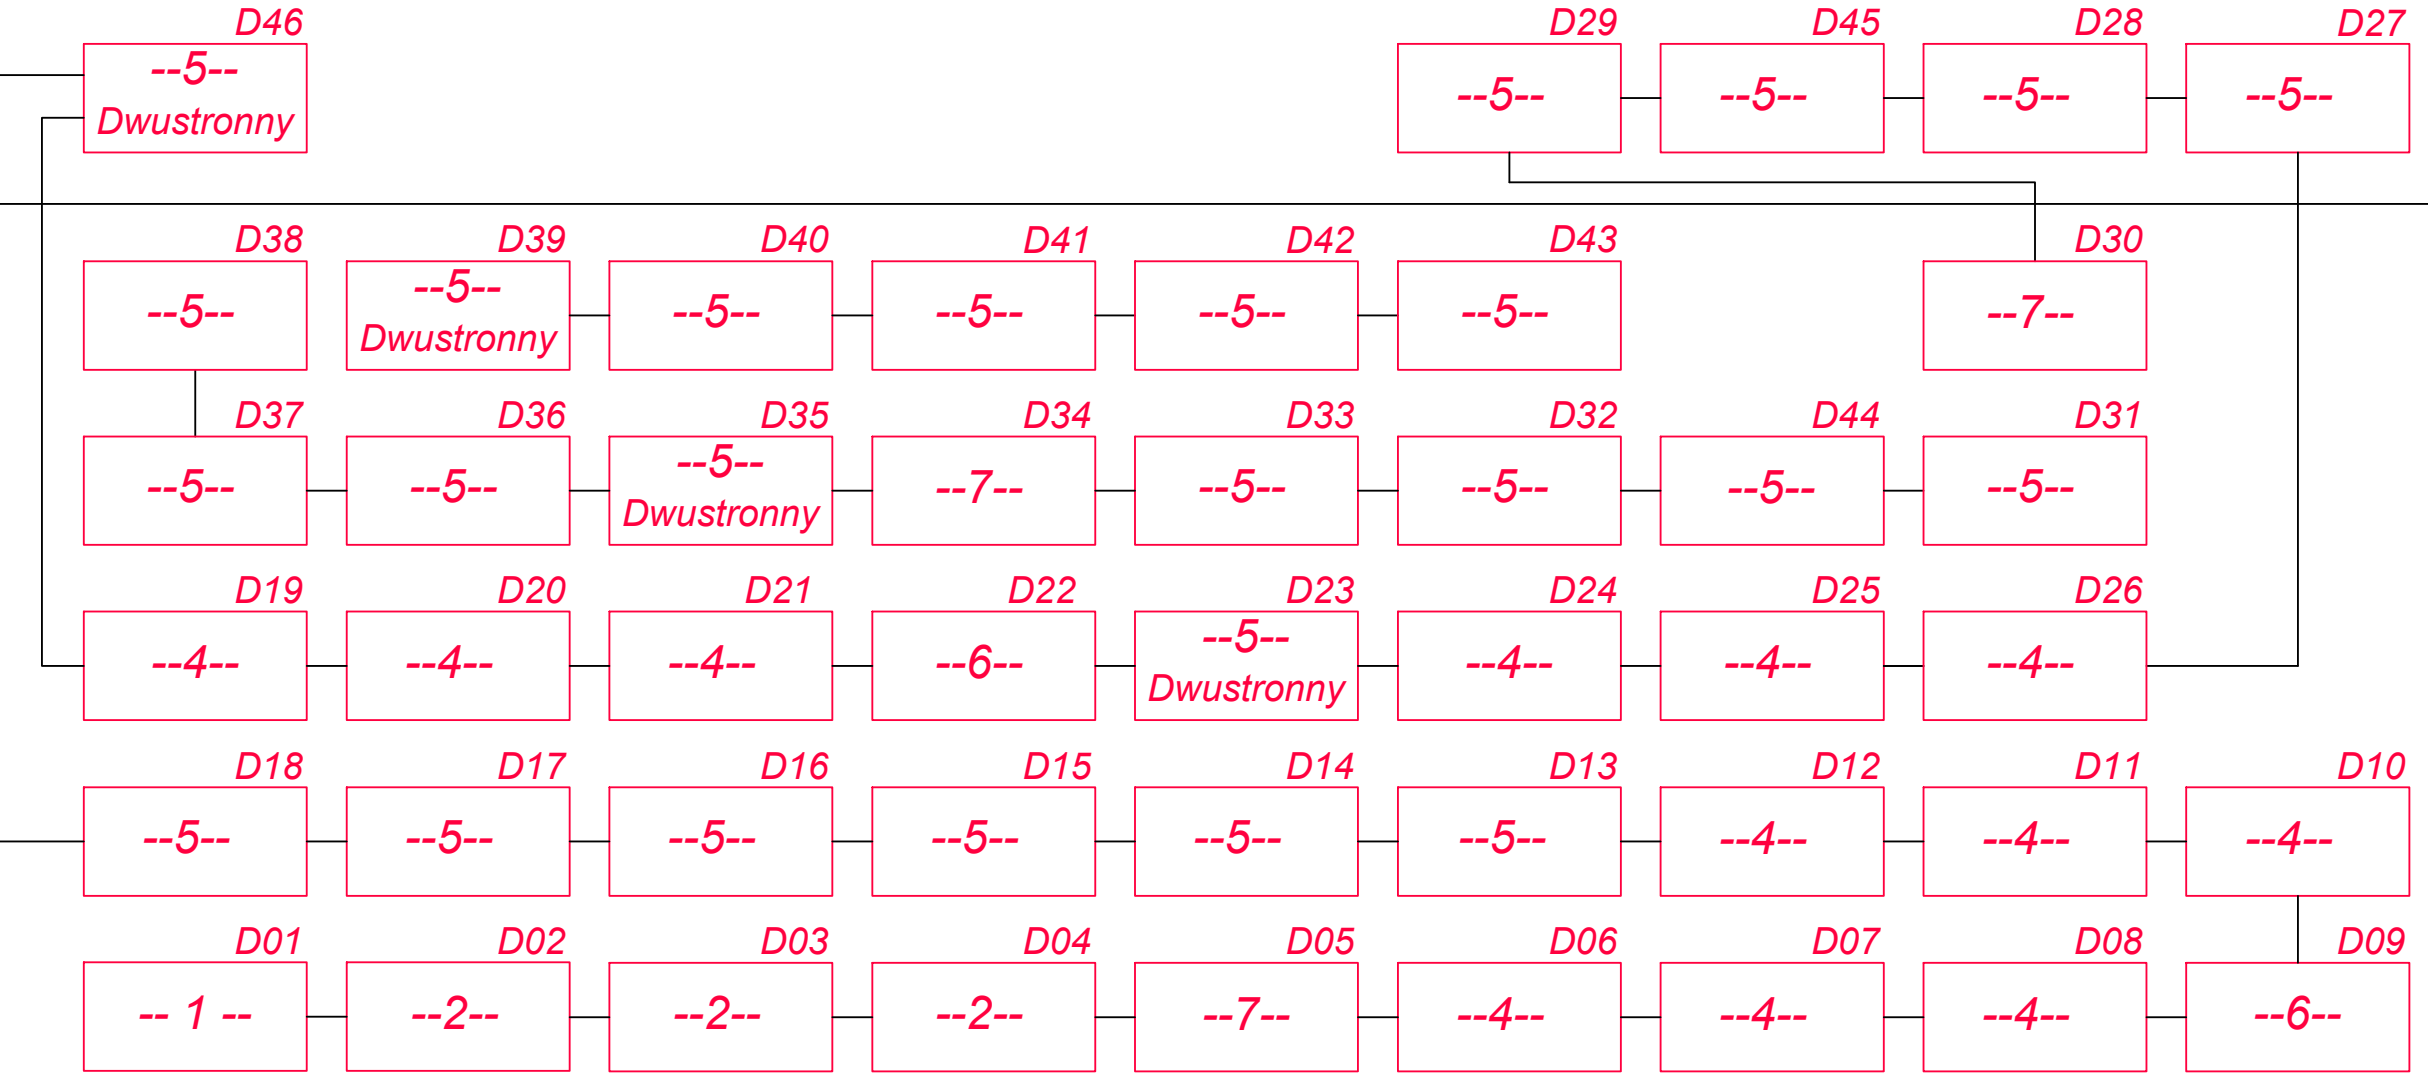 D46 D29 D45 D28 D27
--5-- --5-- --5-- --5-- --5--
Dwustronny
D38 D39 D40 D41 D42 D43 D30
--5-- --5-- --5-- --5-- --5-- --5-- --7--
Dwustronny
D37 D36 D35 D34 D33 D32 D44 D31
--5-- --5-- --5-- --7-- --5-- --5-- --5-- --5--
Dwustronny
D19 D20 D21 D22 D23 D24 D25 D26
--4-- --4-- --4-- --6-- --5-- --4-- --4-- --4--
Dwustronny
D18 D17 D16 D15 D14 D13 D12 D11 D10
--5-- --5-- --5-- --5-- --5-- --5-- --4-- --4-- --4--
D01 D02 D03 D04 D05 D06 D07 D08 D09
-- 1 -- --2-- --2-- --2-- --7-- --4-- --4-- --4-- --6--